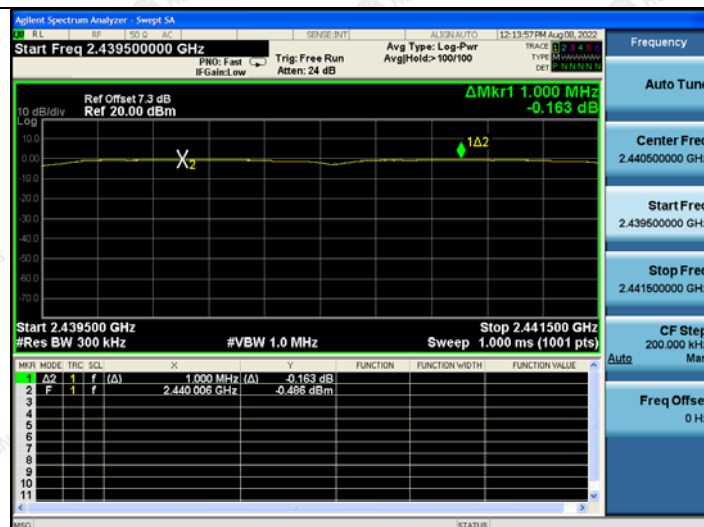 Agilent Spectrum Analyzer - Swept SA
RL RF 50 Ω AC SENSE:INT ALIGNAUTO 12:13:57 PM Aug 08, 2022
Start Freq 2.439500000 GHz
PNO: Fast
IFGain:Low
Trig: Free Run
Atten: 24 dB
Avg Type: Log-Pwr
Avg|Hold:>100/100
TRACE 1 2 3 4 5 6
TYPE
DET P N N N N N
Ref Offset 7.3 dB
10 dB/div Ref 20.00 dBm
Log
ΔMkr1 1.000 MHz
-0.163 dB
10.0
0.00
-10.0
-20.0
-30.0
-40.0
-50.0
-60.0
-70.0
X2
1Δ2
Start 2.439500 GHz Stop 2.441500 GHz
#Res BW 300 kHz #VBW 1.0 MHz Sweep 1.000 ms (1001 pts)
MKR MODE TRC SCL X Y FUNCTION FUNCTION WIDTH FUNCTION VALUE
1 Δ2 1 f (Δ) 1.000 MHz (Δ) -0.163 dB
2 F 1 f 2.440 006 GHz -0.486 dBm
3
4
5
6
7
8
9
10
11
MSG STATUS
Frequency
Auto Tune
Center Freq
2.440500000 GHz
Start Freq
2.439500000 GHz
Stop Freq
2.441500000 GHz
CF Step
200.000 kHz
Auto Man
Freq Offset
0 Hz